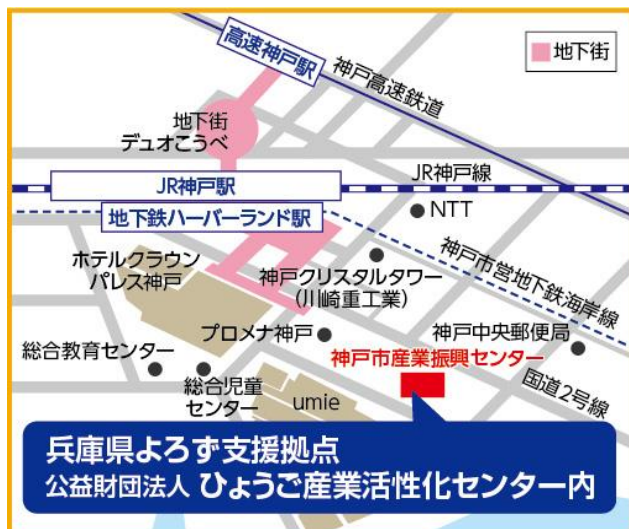 高速神戸駅
神戸高速鉄道
地下街
地下街
デュオこうべ
JR神戸線
JR神戸駅
地下鉄ハーバーランド駅
NTT
神戸市営地下鉄海岸線
ホテルクラウン
パレス神戸
神戸クリスタルタワー
(川崎重工業)
プロメナ神戸
神戸中央郵便局
総合教育センター
神戸市産業振興センター
総合児童
センター
umie
国道2号線
兵庫県よろず支援拠点
公益財団法人 ひょうご産業活性化センター内